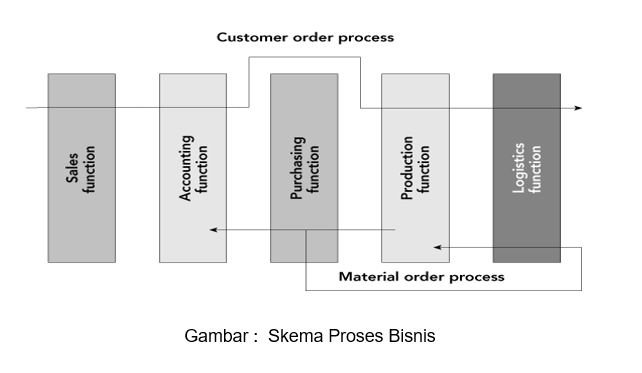 Customer order process
Sales
function
Accounting
function
Purchasing
function
Production
function
Logistics
function
Material order process
Gambar : Skema Proses Bisnis